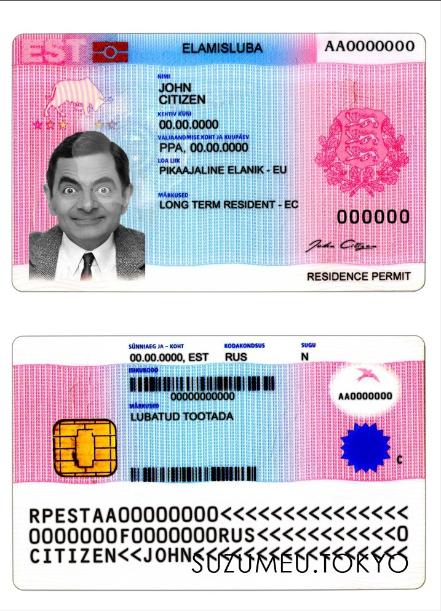 EST
ELAMISLUBA
AA0000000
NIMI
JOHN
CITIZEN
KEHTIV KUNI
00.00.0000
VÄLJAANDMISE KOHT JA KUUPÄEV
PPA, 00.00.0000
LOA LIIK
PIKAAJALINE ELANIK - EU
MÄRKUSED
LONG TERM RESIDENT - EC
000000
John Citizen
RESIDENCE PERMIT
SÜNNIAEG JA - KOHT KODAKONDSUS SUGU
00.00.0000, EST RUS N
ISIKUKOOD
00000000000
MÄRKUSED
LUBATUD TOOTADA
AA0000000
C
RPESTAA00000000<<<<<<<<<<<<<<<
0000000F0000000RUS<<<<<<<<<<<0
CITIZEN<<JOHN<<<<<<<<<<<<<<<<<
SUZUMEU.TOKYO